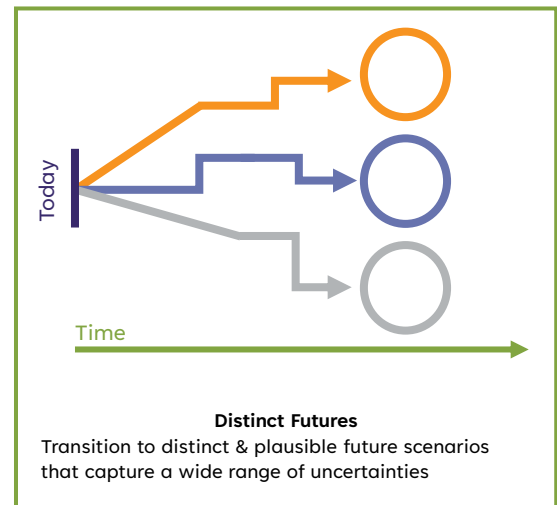 Today
Time
Distinct Futures
Transition to distinct & plausible future scenarios
that capture a wide range of uncertainties